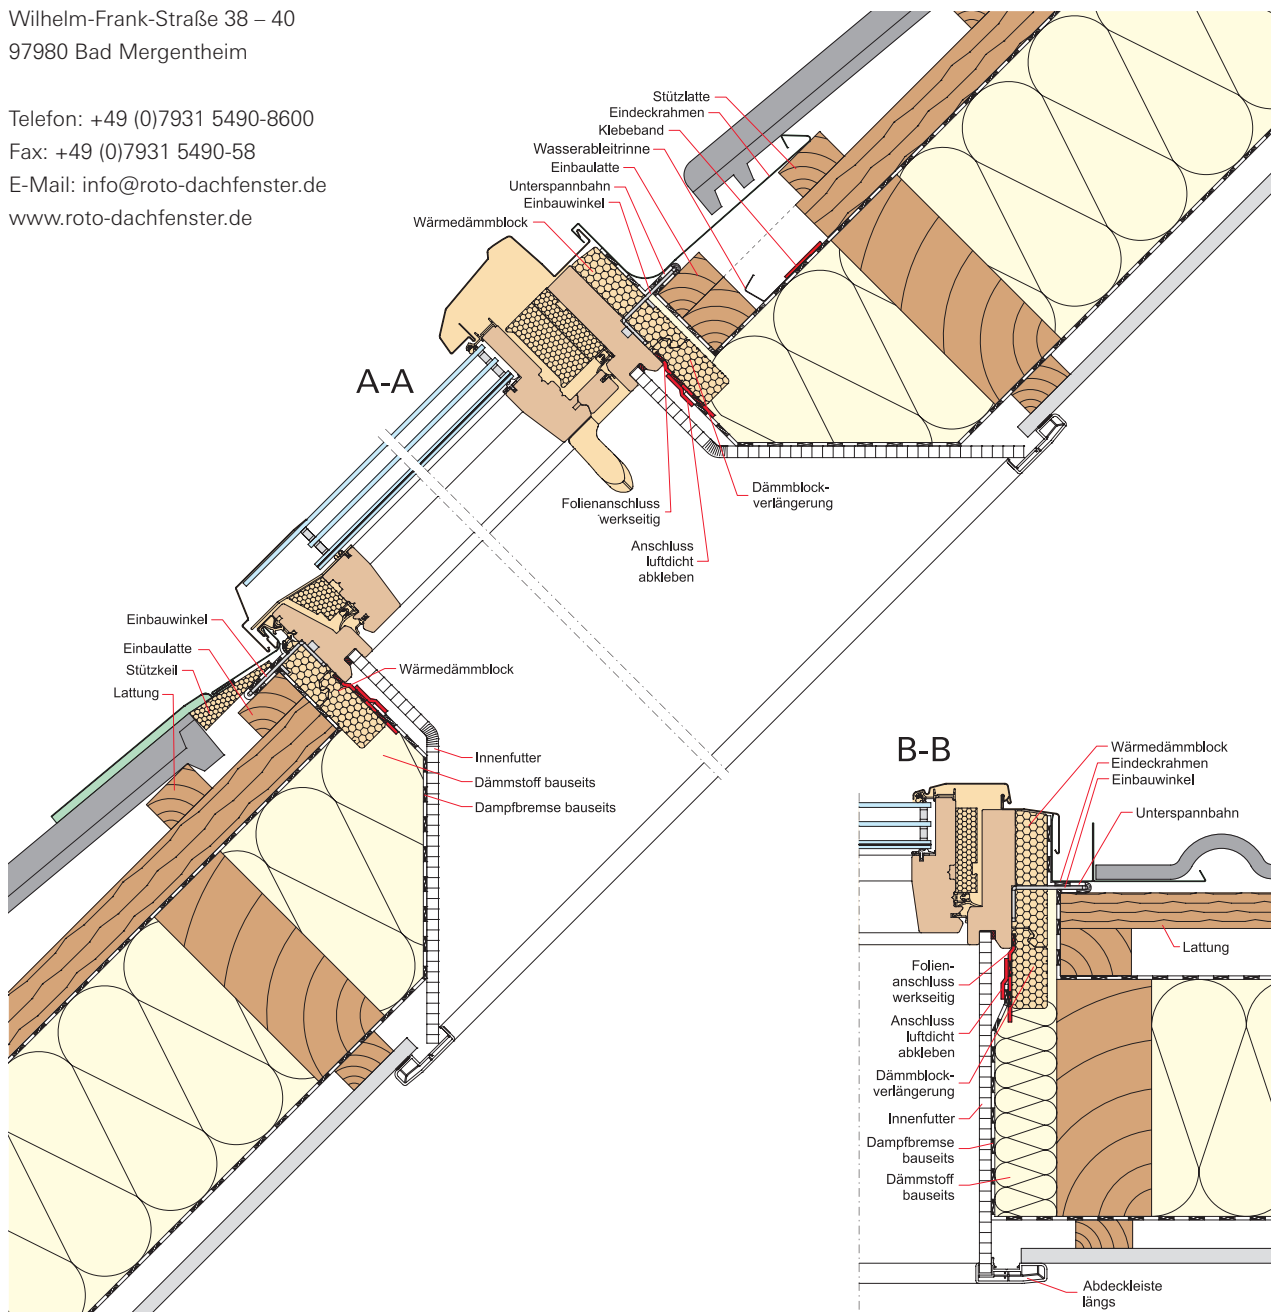 Wilhelm-Frank-Straße 38 – 40
97980 Bad Mergentheim
Telefon: +49 (0)7931 5490-8600
Fax: +49 (0)7931 5490-58
E-Mail: info@roto-dachfenster.de
www.roto-dachfenster.de
Stützlatte
Eindeckrahmen
Klebeband
Wasserableitrinne
Einbaulatte
Unterspannbahn
Einbauwinkel
Wärmedämmblock
A-A
Dämmblock-
verlängerung
Folienanschluss
werkseitig
Anschluss
luftdicht
abkleben
Einbauwinkel
Einbaulatte
Stützkeil
Lattung
Wärmedämmblock
Innenfutter
Dämmstoff bauseits
Dampfbremse bauseits
B-B
Wärmedämmblock
Eindeckrahmen
Einbauwinkel
Unterspannbahn
Lattung
Folien-
anschluss
werkseitig
Anschluss
luftdicht
abkleben
Dämmblock-
verlängerung
Innenfutter
Dampfbremse
bauseits
Dämmstoff
bauseits
Abdeckleiste
längs